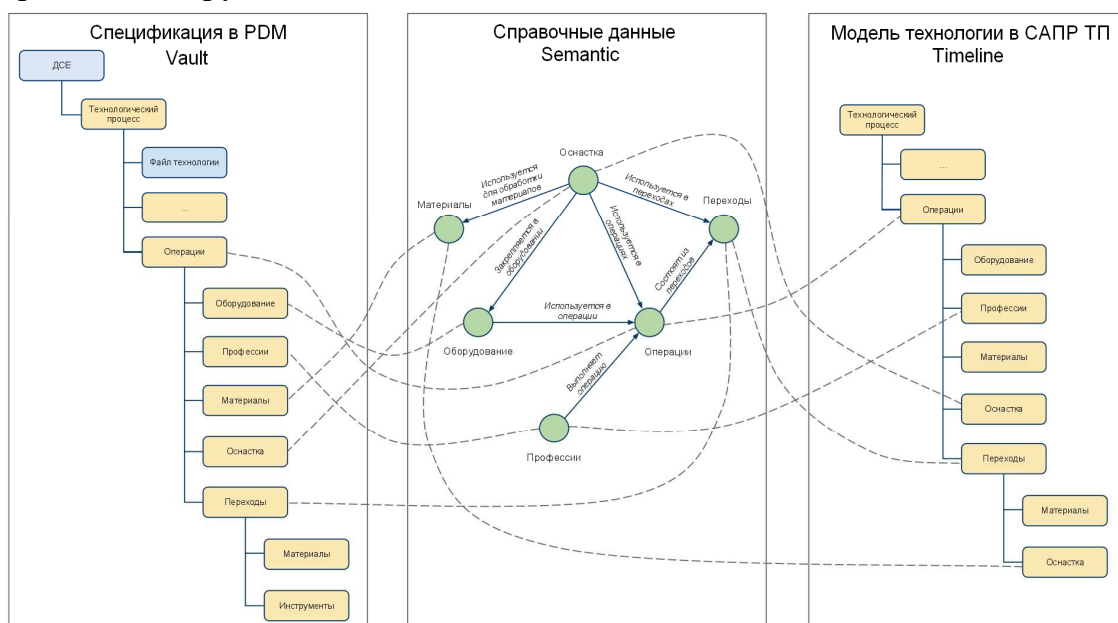 Спецификация в PDM
Vault
ДСЕ
Технологический
процесс
Файл технологии
...
Операции
Оборудование
Профессии
Материалы
Оснастка
Переходы
Материалы
Инструменты
Справочные данные
Semantic
Оснастка
Используется
для обработки
материалов
Используется в
переходах
Материалы
Переходы
Закрепляется в
оборудовании
Используется в
операциях
Состоят из
переходов
Используется в
операции
Оборудование
Операции
Выполняет
операцию
Профессии
Модель технологии в САПР ТП
Timeline
Технологический
процесс
...
Операции
Оборудование
Профессии
Материалы
Оснастка
Переходы
Материалы
Оснастка